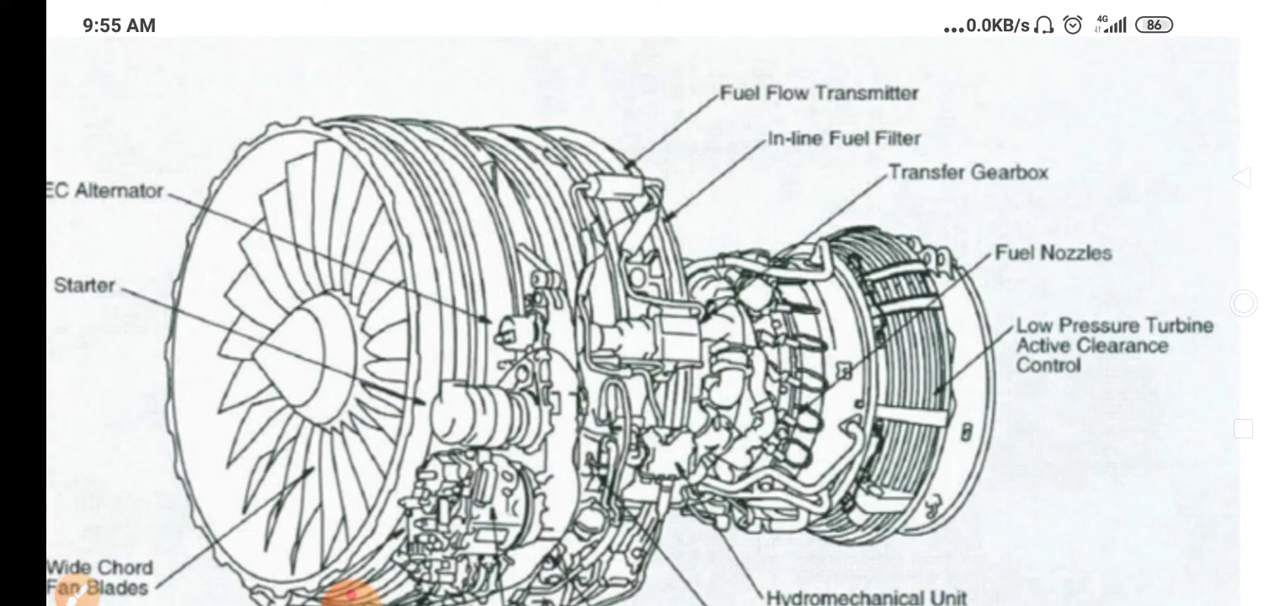 9:55 AM
...0.0KB/s 4G 86
Fuel Flow Transmitter
In-line Fuel Filter
Transfer Gearbox
EC Alternator
Fuel Nozzles
Starter
Low Pressure Turbine
Active Clearance
Control
Wide Chord
Fan Blades
Hydromechanical Unit